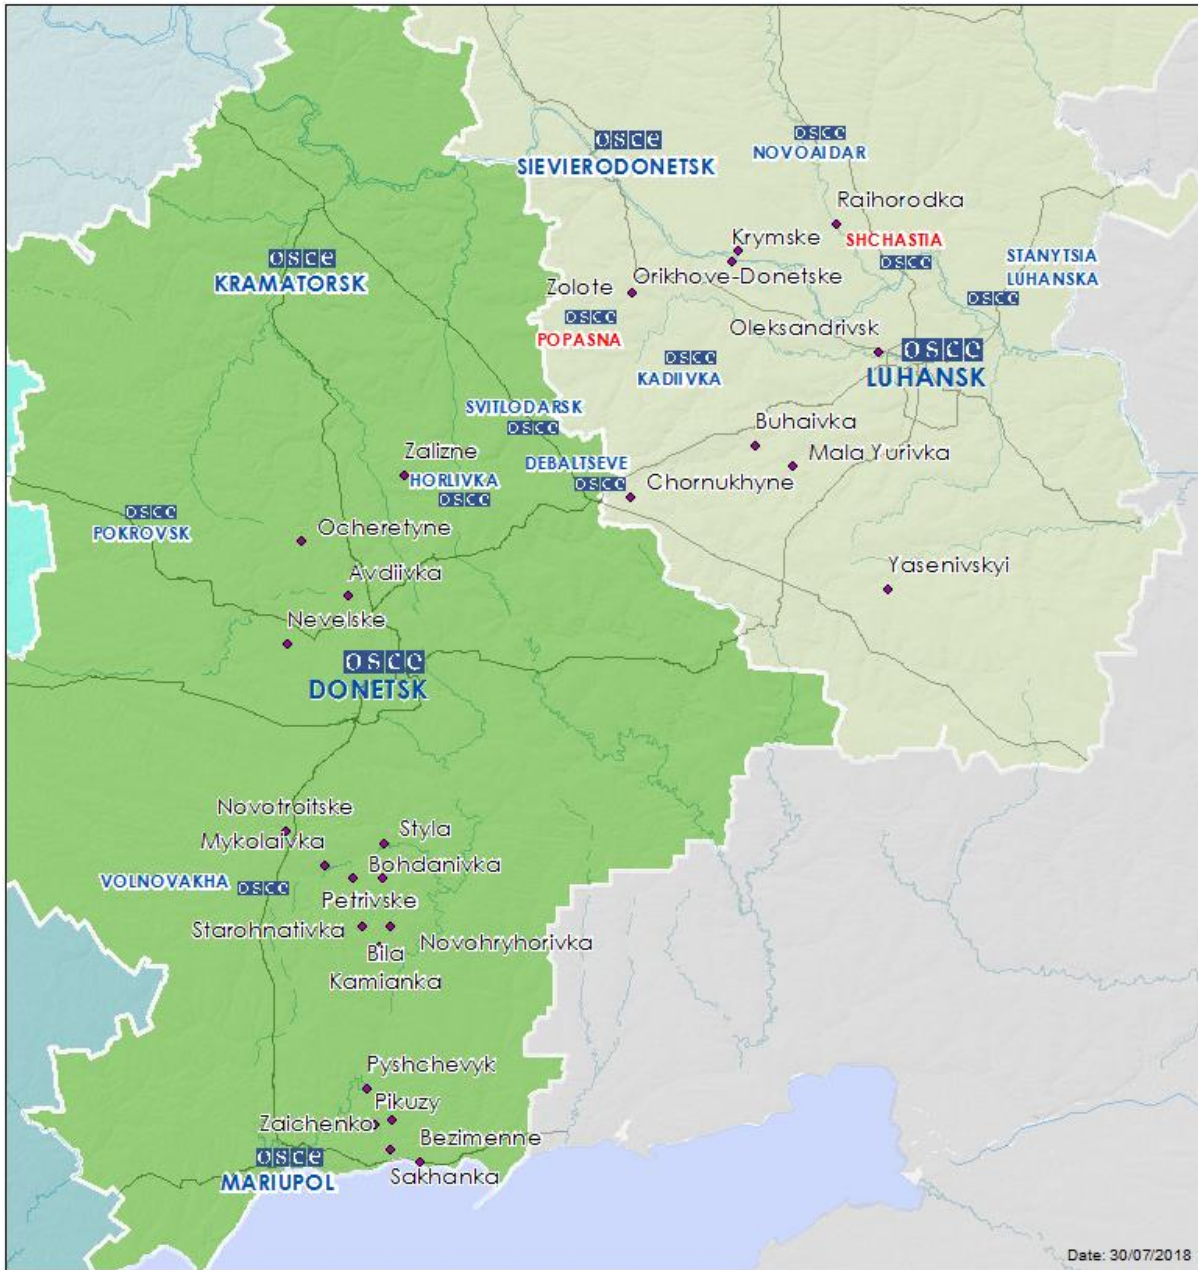 OSCE
SIEVIERODONETSK
OSCE
NOVOAIDAR
Raihorodka
SHCHASTIA
OSCE
Krymske
Orikhove-Donetske
STANYTSIA
LUHANSKA
OSCE
OSCE
KRAMATORSK
Zolote
OSCE
POPASNA
Oleksandrivsk
OSCE
LUHANSK
OSCE
KADIIVKA
SVITLODARSK
OSCE
Buhaivka
Mala Yurivka
Zalizne
HORLIVKA
OSCE
DEBALTSEVE
OSCE
Chornukhyne
OSCE
POKROVSK
Ocheretyne
Avdiivka
Yasenivskyi
Nevelske
OSCE
DONETSK
Novotroitske
Mykolaivka
Styla
Bohdanivka
VOLNOVAKHA
OSCE
Petrivske
Starohnativka
Novohryhorivka
Bila
Kamianka
Pyshchevyk
Pikuzy
Zaichenko
Bezimenne
OSCE
MARIUPOL
Sakhanka
Date: 30/07/2018